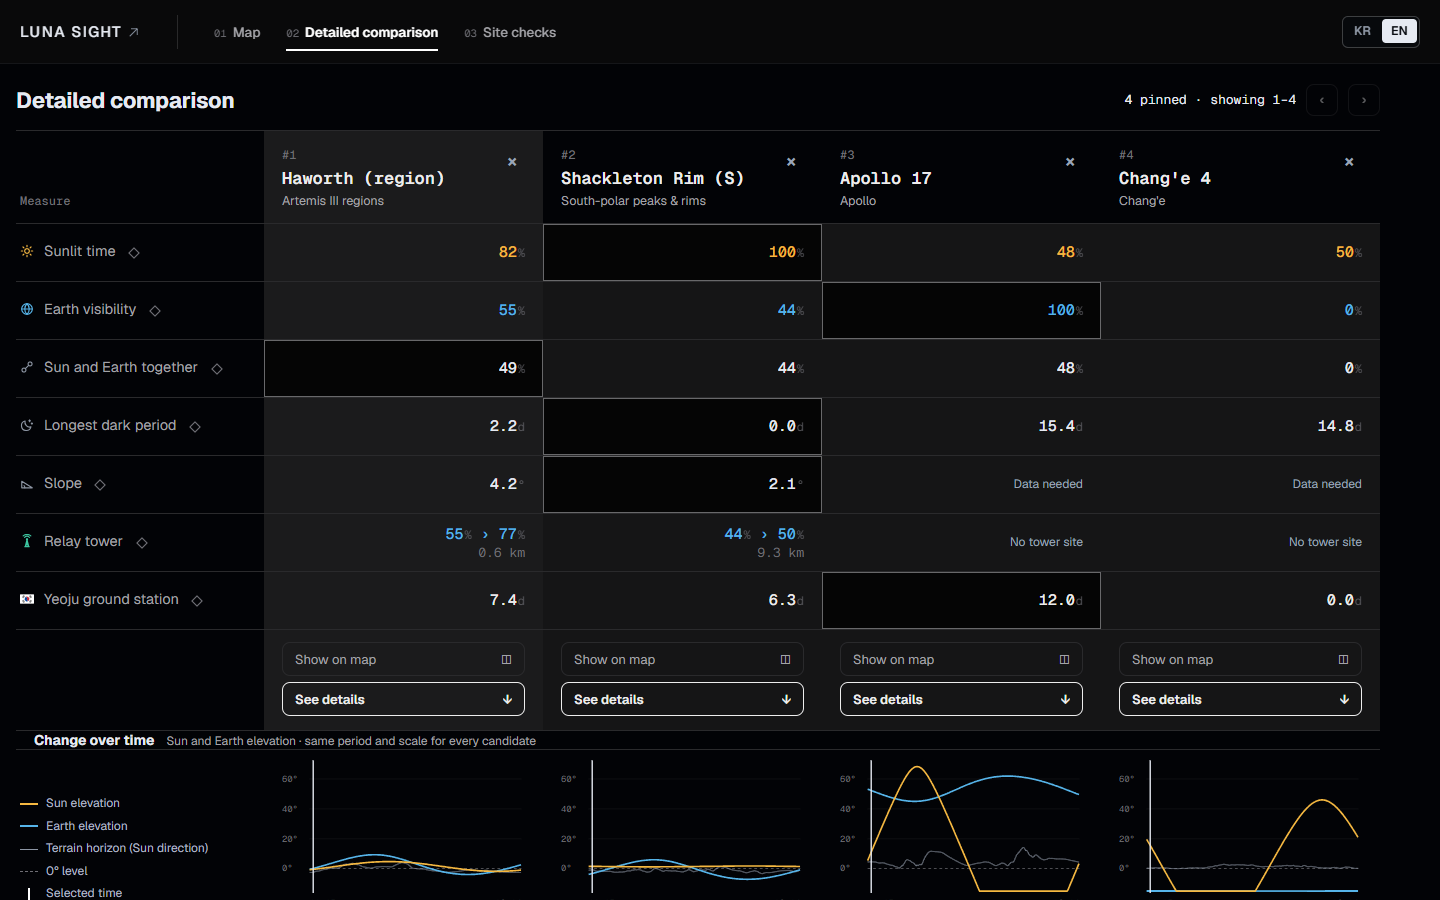 LUNA SIGHT ↗
01 Map
02 Detailed comparison
03 Site checks
KR EN
Detailed comparison
4 pinned · showing 1–4
Measure
#1
Haworth (region)
Artemis III regions
#2
Shackleton Rim (S)
South-polar peaks & rims
#3
Apollo 17
Apollo
#4
Chang'e 4
Chang'e
Sunlit time 82% 100% 48% 50%
Earth visibility 55% 44% 100% 0%
Sun and Earth together 49% 44% 48% 0%
Longest dark period 2.2d 0.0d 15.4d 14.8d
Slope 4.2° 2.1° Data needed Data needed
Relay tower 55% › 77% 44% › 50% No tower site No tower site
0.6 km 9.3 km
Yeoju ground station 7.4d 6.3d 12.0d 0.0d
Show on map Show on map Show on map Show on map
See details ↓ See details ↓ See details ↓ See details ↓
Change over time Sun and Earth elevation · same period and scale for every candidate
60° 60° 60° 60°
40° 40° 40° 40°
20° 20° 20° 20°
0° 0° 0° 0°
Sun elevation
Earth elevation
Terrain horizon (Sun direction)
0° level
Selected time